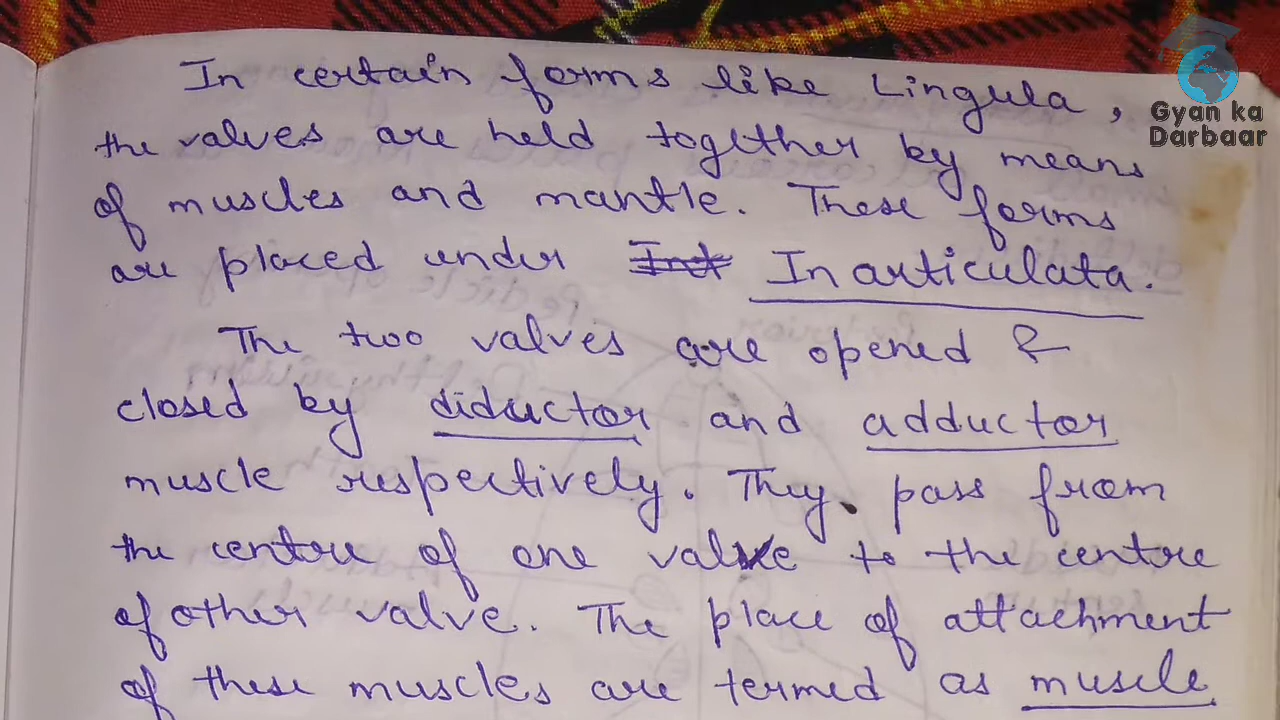 In certain forms like Lingula,
the valves are held together by means
of muscles and mantle. These forms
are placed under Int Inarticulata.
The two valves are opened &
closed by diductor and adductor
muscle respectively. They pass from
the centre of one valve to the centre
of other valve. The place of attachment
of these muscles are termed as muscle
Gyan ka
Darbaar